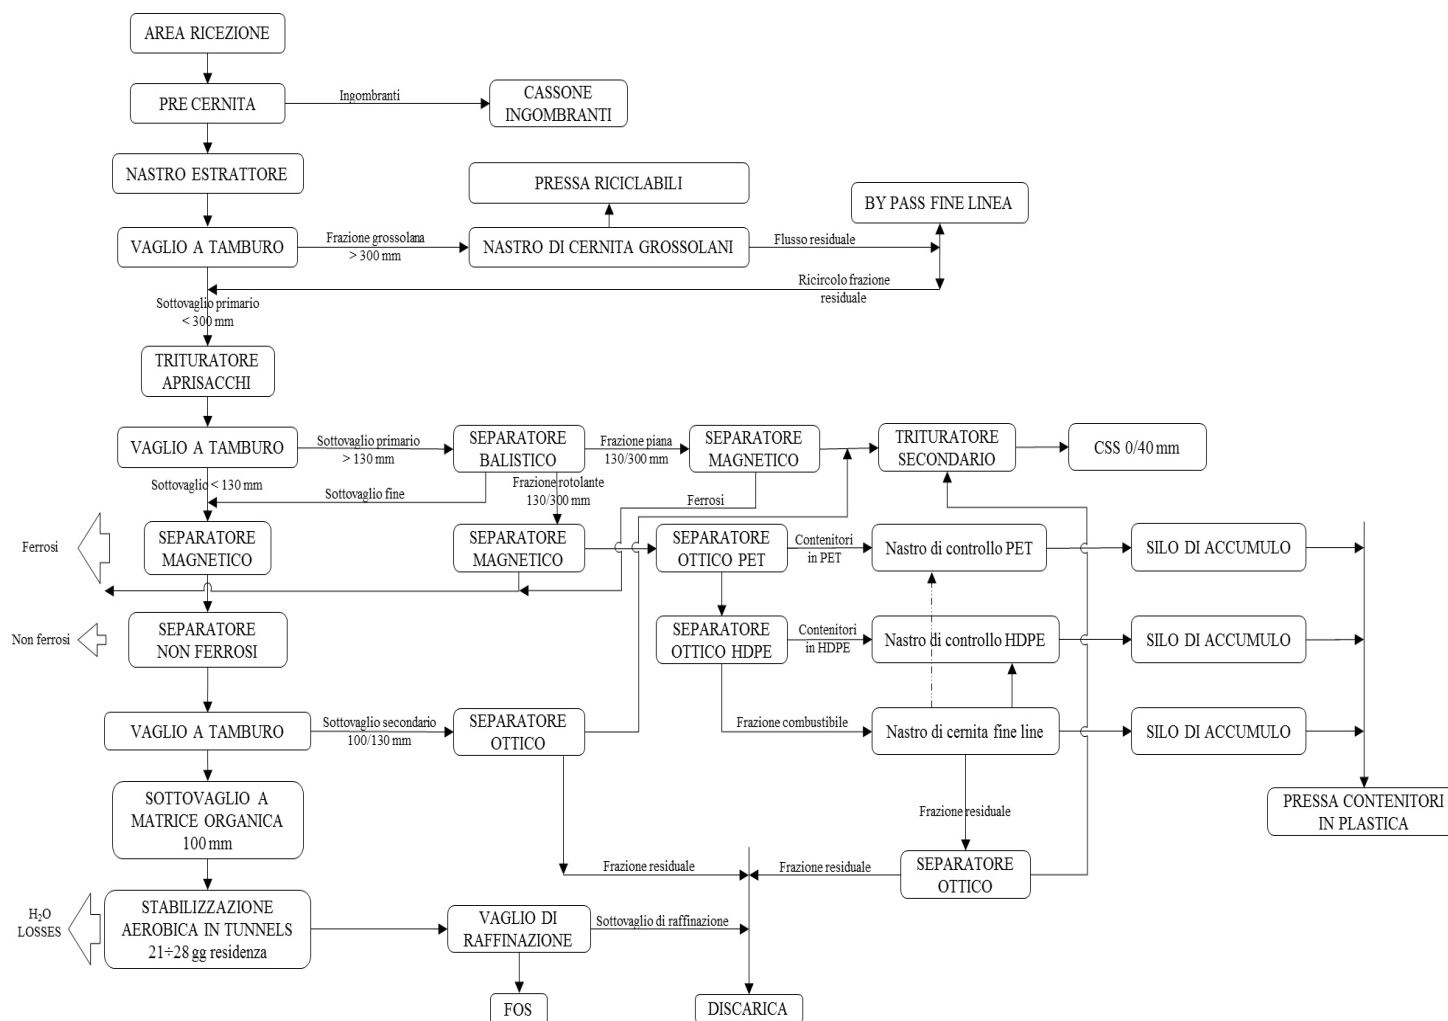 AREA RICEZIONE
PRE CERNITA
Ingombranti
CASSONE
INGOMBRANTI
NASTRO ESTRATTORE
PRESSA RICICLABILI
BY PASS FINE LINEA
VAGLIO A TAMBURO
Frazione grossolana
> 300 mm
NASTRO DI CERNITA GROSSOLANI
Flusso residuale
Ricircolo frazione
residuale
Sottovaglio primario
< 300 mm
TRITURATORE
APRISACCHI
VAGLIO A TAMBURO
Sottovaglio primario
> 130 mm
SEPARATORE
BALISTICO
Frazione piana
130/300 mm
SEPARATORE
MAGNETICO
TRITURATORE
SECONDARIO
CSS 0/40 mm
Sottovaglio < 130 mm
Sottovaglio fine
Frazione rotolante
130/300 mm
Ferrosi
Ferrosi
SEPARATORE
MAGNETICO
SEPARATORE
MAGNETICO
SEPARATORE
OTTICO PET
Contenitori
in PET
Nastro di controllo PET
SILO DI ACCUMULO
Non ferrosi
SEPARATORE
NON FERROSI
SEPARATORE
OTTICO HDPE
Contenitori
in HDPE
Nastro di controllo HDPE
SILO DI ACCUMULO
VAGLIO A TAMBURO
Sottovaglio secondario
100/130 mm
SEPARATORE
OTTICO
Frazione combustibile
Nastro di cernita fine line
SILO DI ACCUMULO
SOTTOVAGLIO A
MATRICE ORGANICA
100 mm
Frazione residuale
PRESSA CONTENITORI
IN PLASTICA
Frazione residuale
Frazione residuale
SEPARATORE
OTTICO
H₂O
LOSSES
STABILIZZAZIONE
AEROBICA IN TUNNELS
21÷28 gg residenza
VAGLIO DI
RAFFINAZIONE
Sottovaglio di raffinazione
FOS
DISCARICA